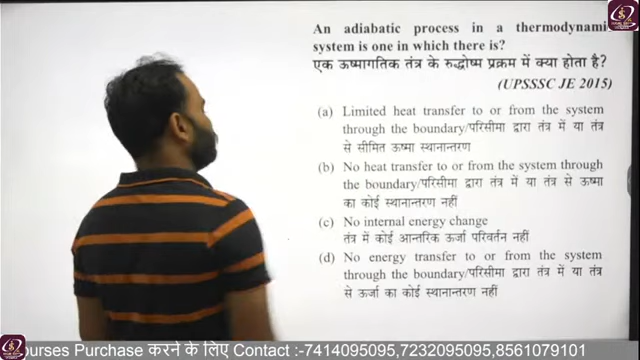 An adiabatic process in a thermodynami
system is one in which there is?
एक ऊष्मागतिक तंत्र के रुद्धोष्म प्रक्रम में क्या होता है?
(UPSSSC JE 2015)
(a) Limited heat transfer to or from the system
through the boundary/परिसीमा द्वारा तंत्र में या तंत्र
से सीमित ऊष्मा स्थानान्तरण
(b) No heat transfer to or from the system through
the boundary/परिसीमा द्वारा तंत्र में या तंत्र से ऊष्मा
का कोई स्थानान्तरण नहीं
(c) No internal energy change
तंत्र में कोई आन्तरिक ऊर्जा परिवर्तन नहीं
(d) No energy transfer to or from the system
through the boundary/परिसीमा द्वारा तंत्र में या तंत्र
से ऊर्जा का कोई स्थानान्तरण नहीं
ourses Purchase करने के लिए Contact :-7414095095,7232095095,8561079101